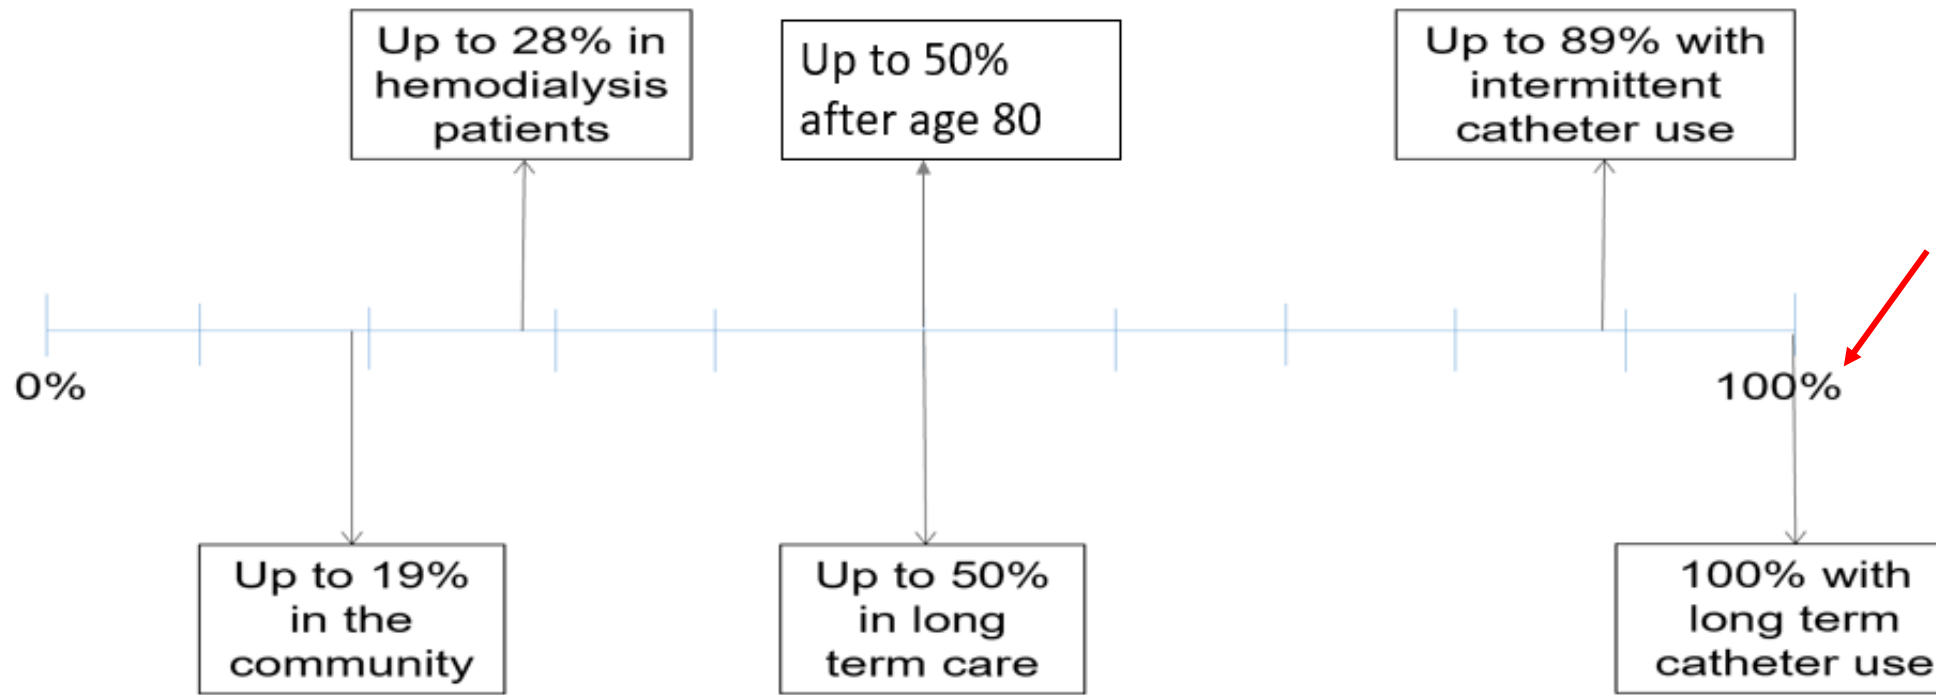 Up to 28% in
hemodialysis
patients
Up to 50%
after age 80
Up to 89% with
intermittent
catheter use
0%
100%
Up to 19%
in the
community
Up to 50%
in long
term care
100% with
long term
catheter use